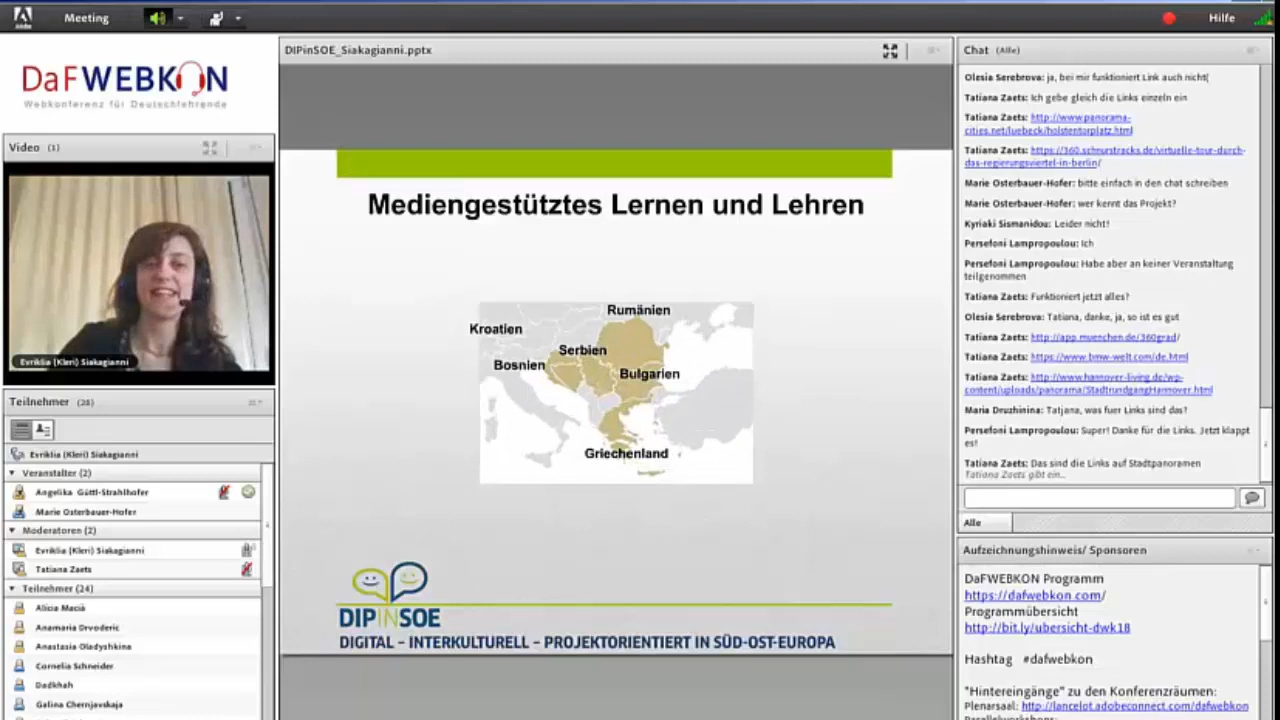 Adobe
Meeting
Hilfe
DaFWEBKON
Webkonferenz für Deutschlehrende
Video (1)
Evriklia (Kleri) Siakagianni
Teilnehmer (28)
Evriklia (Kleri) Siakagianni
Veranstalter (2)
Angelika Güttl-Strahlhofer
Marie Osterbauer-Hofer
Moderatoren (2)
Evriklia (Kleri) Siakagianni
Tatiana Zaets
Teilnehmer (24)
Alicia Macià
Anamaria Drvoderic
Anastasia Oladyshkina
Cornelia Schneider
Dadkhah
Galina Chernjavskaja
DIPinSOE_Siakagianni.pptx
Mediengestütztes Lernen und Lehren
Rumänien
Kroatien
Serbien
Bosnien
Bulgarien
Griechenland
DIPINSOE
DIGITAL – INTERKULTURELL – PROJEKTORIENTIERT IN SÜD-OST-EUROPA
Chat (Alle)
Olesia Serebrova: ja, bei mir funktioniert Link auch nicht(
Tatiana Zaets: Ich gebe gleich die Links einzeln ein
Tatiana Zaets: http://www.panorama-
cities.net/luebeck/holstentorplatz.html
Tatiana Zaets: https://360.schnurstracks.de/virtuelle-tour-durch-
das-regierungsviertel-in-berlin/
Marie Osterbauer-Hofer: bitte einfach in den chat schreiben
Marie Osterbauer-Hofer: wer kennt das Projekt?
Kyriaki Sismanidou: Leider nicht!
Persefoni Lampropoulou: Ich
Persefoni Lampropoulou: Habe aber an keiner Veranstaltung
teilgenommen
Tatiana Zaets: Funktioniert jetzt alles?
Olesia Serebrova: Tatiana, danke, ja, so ist es gut
Tatiana Zaets: http://app.muenchen.de/360grad/
Tatiana Zaets: https://www.bmw-welt.com/de.html
Tatiana Zaets: http://www.hannover-living.de/wp-
content/uploads/panorama/StadtrundgangHannover.html
Maria Druzhinina: Tatjana, was fuer Links sind das?
Persefoni Lampropoulou: Super! Danke für die Links. Jetzt klappt
es!
Tatiana Zaets: Das sind die Links auf Stadtpanoramen
Tatiana Zaets gibt ein..
Alle
Aufzeichnungshinweis/ Sponsoren
DaFWEBKON Programm
https://dafwebkon.com/
Programmübersicht
http://bit.ly/ubersicht-dwk18
Hashtag #dafwebkon
"Hintereingänge" zu den Konferenzräumen:
Plenarsaal: http://lancelot.adobeconnect.com/dafwebkon